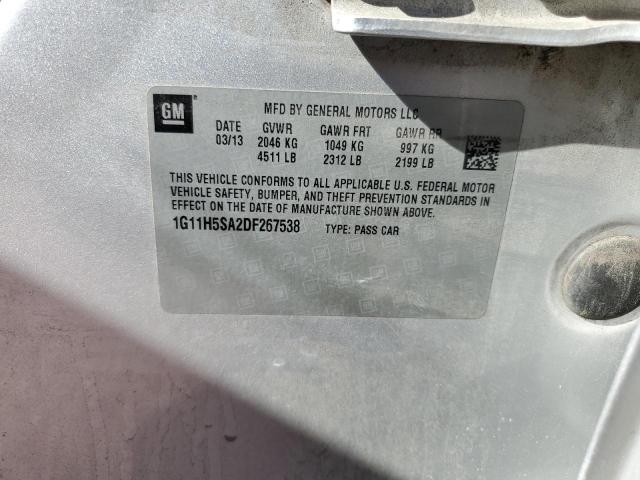 GM
MFD BY GENERAL MOTORS LLC
DATE GVWR GAWR FRT GAWR RR
03/13 2046 KG 1049 KG 997 KG
4511 LB 2312 LB 2199 LB
THIS VEHICLE CONFORMS TO ALL APPLICABLE U.S. FEDERAL MOTOR
VEHICLE SAFETY, BUMPER, AND THEFT PREVENTION STANDARDS IN
EFFECT ON THE DATE OF MANUFACTURE SHOWN ABOVE.
1G11H5SA2DF267538 TYPE: PASS CAR